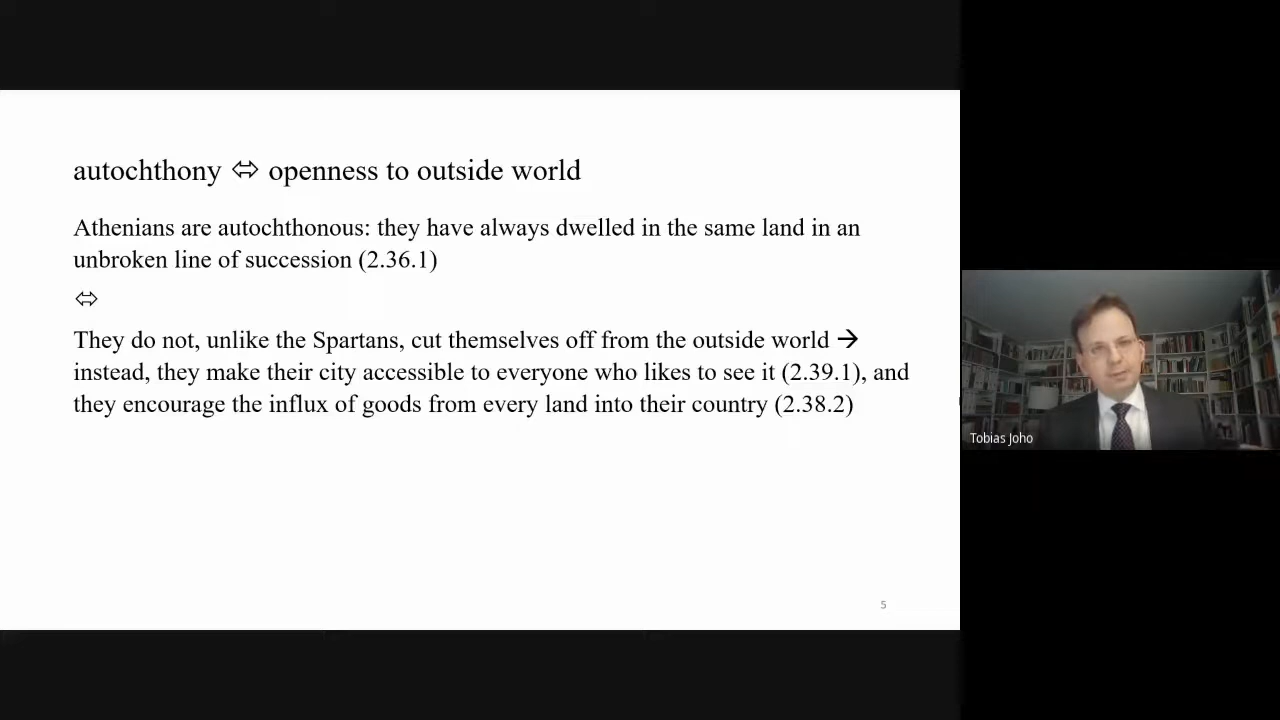 autochthony ⬄ openness to outside world
Athenians are autochthonous: they have always dwelled in the same land in an
unbroken line of succession (2.36.1)
⬄
They do not, unlike the Spartans, cut themselves off from the outside world →
instead, they make their city accessible to everyone who likes to see it (2.39.1), and
they encourage the influx of goods from every land into their country (2.38.2)
5
Tobias Joho